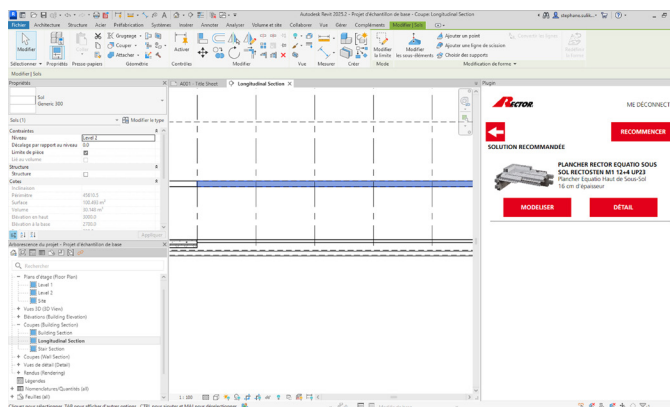 Autodesk Revit 2025.2 - Projet d'échantillon de base - Coupe: Longitudinal Section
Fichier Architecture Structure Acier Préfabrication Systèmes Insérer Annoter Analyser Volume et site Collaborer Vue Gérer Compléments Modifier | Sols
Modifier
Grugeage
Couper
Attacher
Activer
Modifier la limite
Modifier les sous-éléments
Ajouter un point
Ajouter une ligne de scission
Choisir des supports
Sélectionner Propriétés Presse-papiers Géométrie Contrôles Modifier Vue Mesurer Créer Mode Modification de forme
Modifier | Sols
Propriétés
A001 - Title Sheet
Longitudinal Section
Plugin
Sol
Generic 300
Sols (1)
Modifier le type
Contraintes
Niveau Level 2
Décalage par rapport au niveau 0.0
Limite de pièce
Lié au volume
Structure
Structure
Cotes
Inclinaison
Périmètre
Surface
Volume
Elévation en haut 3000.0
Elévation à la base 2700.0
Appliquer
Arborescence du projet - Projet d'échantillon de base
Rechercher
Plans d'étage (Floor Plan)
Level 1
Level 2
Site
Vues 3D (3D View)
Elévations (Building Elevation)
Coupes (Building Section)
Building Section
Longitudinal Section
Stair Section
Coupes (Wall Section)
Vues de détail (Detail)
Rendus (Rendering)
Légendes
Nomenclatures/Quantités (all)
Feuilles (all)
1 : 100
RECTOR
ME DÉCONNECT
RECOMMENCER
SOLUTION RECOMMANDÉE
PLANCHER RECTOR EQUATIO SOUS
SOL RECTOSTEN M1 12+4 UP23
Plancher Equatio Haut de Sous-Sol
16 cm d'épaisseur
MODELISER
DÉTAIL